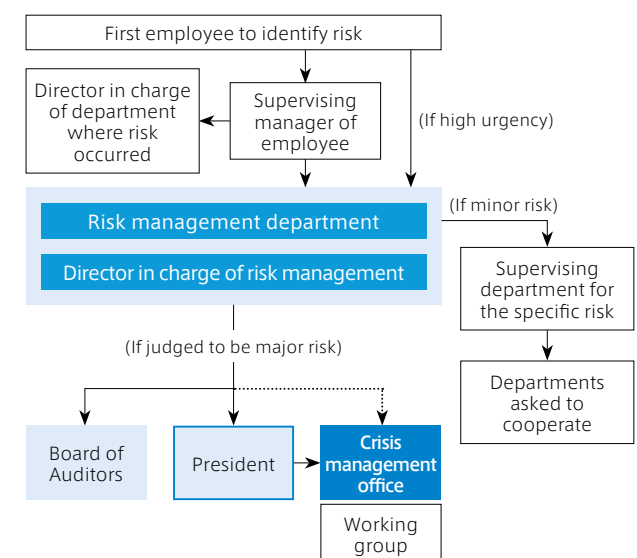 First employee to identify risk
Director in charge
of department
where risk
occurred
Supervising
manager of
employee
(If high urgency)
Risk management department
Director in charge of risk management
(If minor risk)
Supervising
department for
the specific risk
Departments
asked to
cooperate
(If judged to be major risk)
Board of
Auditors
President
Crisis
management
office
Working
group